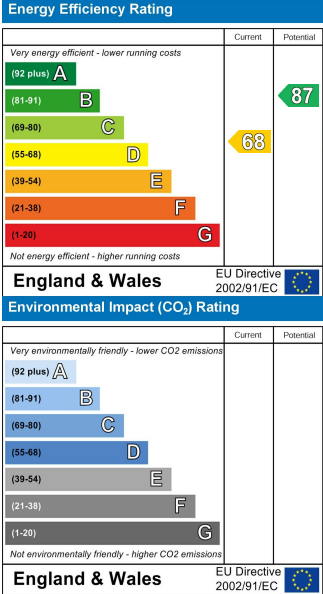 Energy Efficiency Rating
Current Potential
Very energy efficient - lower running costs
(92 plus) A
(81-91) B
(69-80) C
(55-68) D
(39-54) E
(21-38) F
(1-20) G
87
68
Not energy efficient - higher running costs
England & Wales
EU Directive
2002/91/EC
Environmental Impact (CO₂) Rating
Current Potential
Very environmentally friendly - lower CO2 emissions
(92 plus) A
(81-91) B
(69-80) C
(55-68) D
(39-54) E
(21-38) F
(1-20) G
Not environmentally friendly - higher CO2 emissions
England & Wales
EU Directive
2002/91/EC